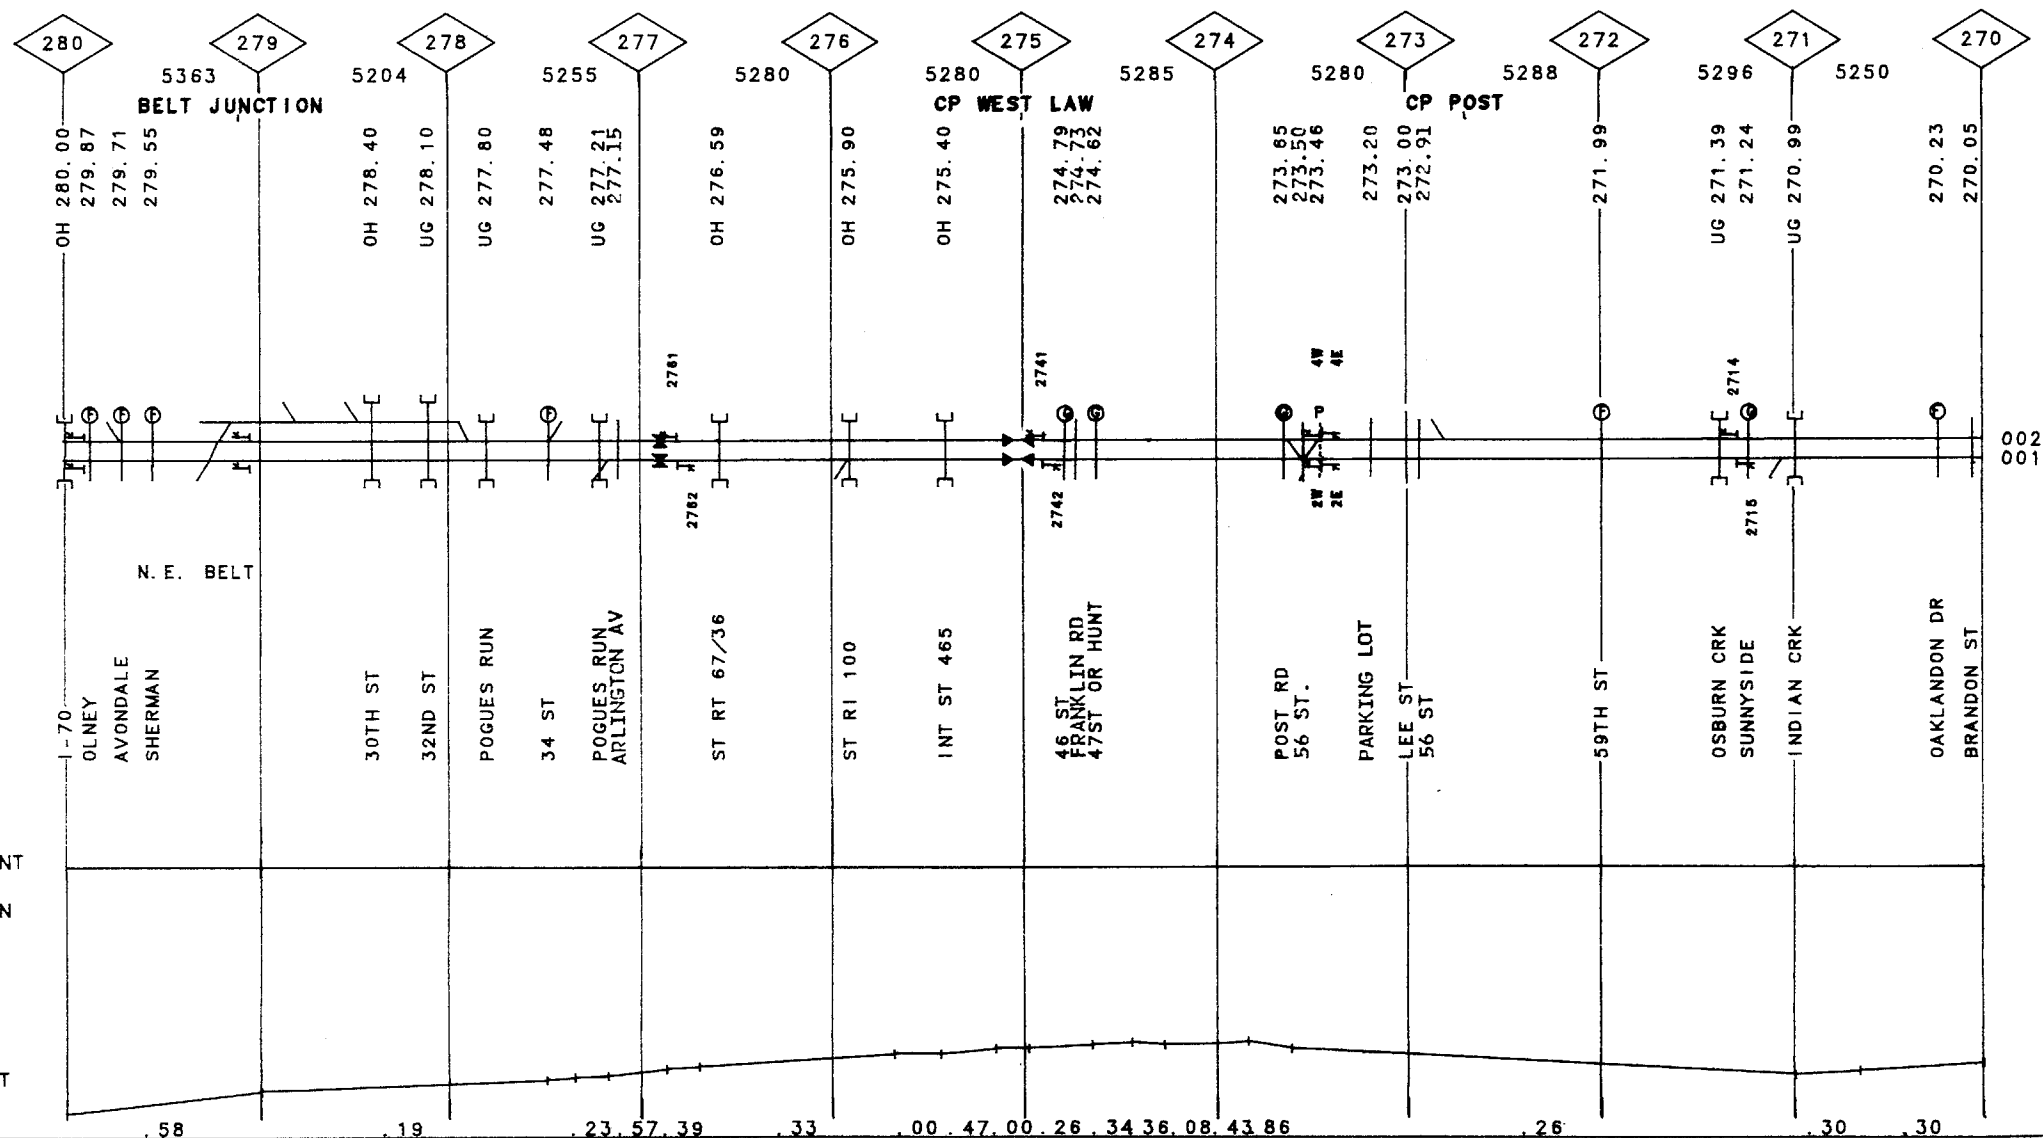 280 279 278 277 276 275 274 273 272 271 270
5363 5204 5255 5280 5280 5285 5280 5288 5296 5250
BELT JUNCTION CP WEST LAW CP POST
OH 280.00
279.87
279.71
279.55
OH 278.40
UG 278.10
UG 277.80
277.48
UG 277.21
277.15
OH 276.59
OH 275.90
OH 275.40
274.79
274.73
274.62
273.65
273.50
273.46
273.20
273.00
272.91
271.99
UG 271.39
271.24
UG 270.99
270.23
270.05
2761
2741
4W
4E
2714
F F F F G G G P F G
002
001
2762
2742
2W
2E
2715
N.E. BELT
I-70
OLNEY
AVONDALE
SHERMAN
30TH ST
32ND ST
POGUES RUN
34 ST
POGUES RUN
ARLINGTON AV
ST RT 67/36
ST RI 100
INT ST 465
46 ST
FRANKLIN RD
47ST OR HUNT
POST RD
56 ST.
PARKING LOT
LEE ST
56 ST
59TH ST
OSBURN CRK
SUNNYSIDE
INDIAN CRK
OAKLANDON DR
BRANDON ST
NT
N
T
.58 .19 .23 .57 .39 .33 .00 .47 .00 .26 .34 .36 .08 .43 .86 .26 .30 .30